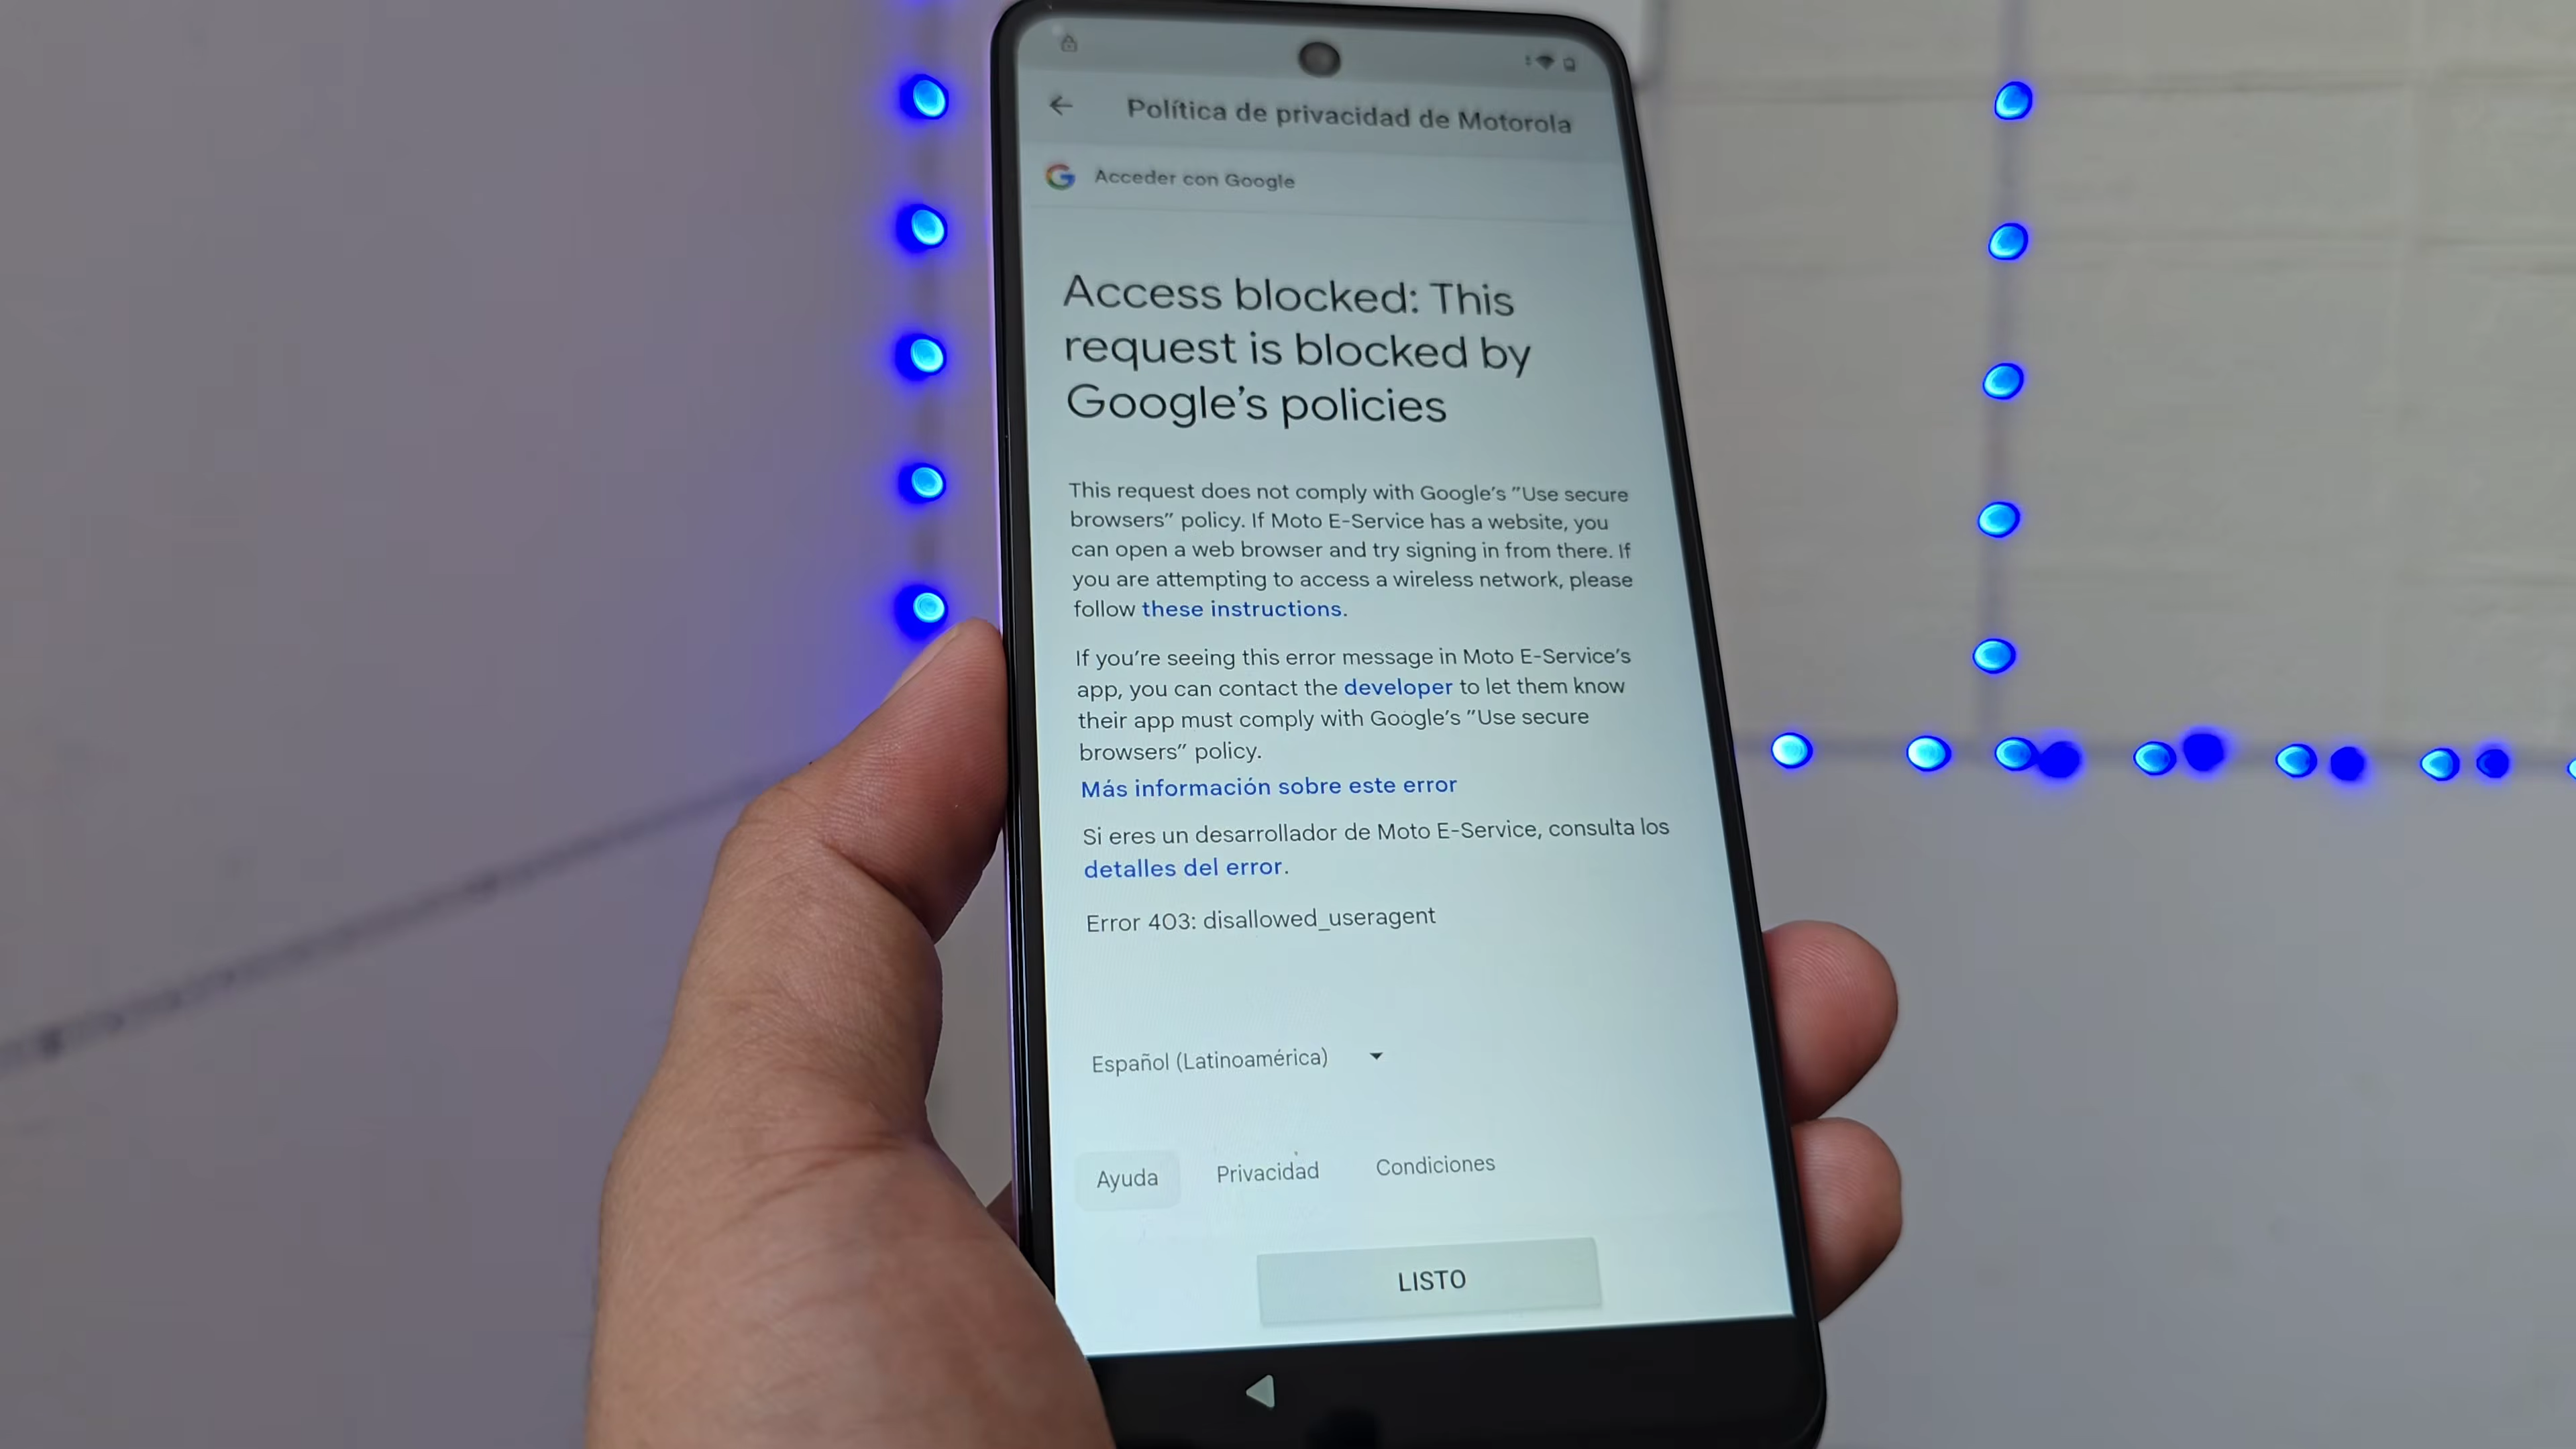 Política de privacidad de Motorola
Acceder con Google
Access blocked: This
request is blocked by
Google's policies
This request does not comply with Google's "Use secure
browsers" policy. If Moto E-Service has a website, you
can open a web browser and try signing in from there. If
you are attempting to access a wireless network, please
follow these instructions.
If you're seeing this error message in Moto E-Service's
app, you can contact the developer to let them know
their app must comply with Google's "Use secure
browsers" policy.
Más información sobre este error
Si eres un desarrollador de Moto E-Service, consulta los
detalles del error.
Error 403: disallowed_useragent
Español (Latinoamérica)
Ayuda Privacidad Condiciones
LISTO